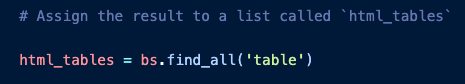 # Assign the result to a list called `html_tables`
html_tables = bs.find_all('table')